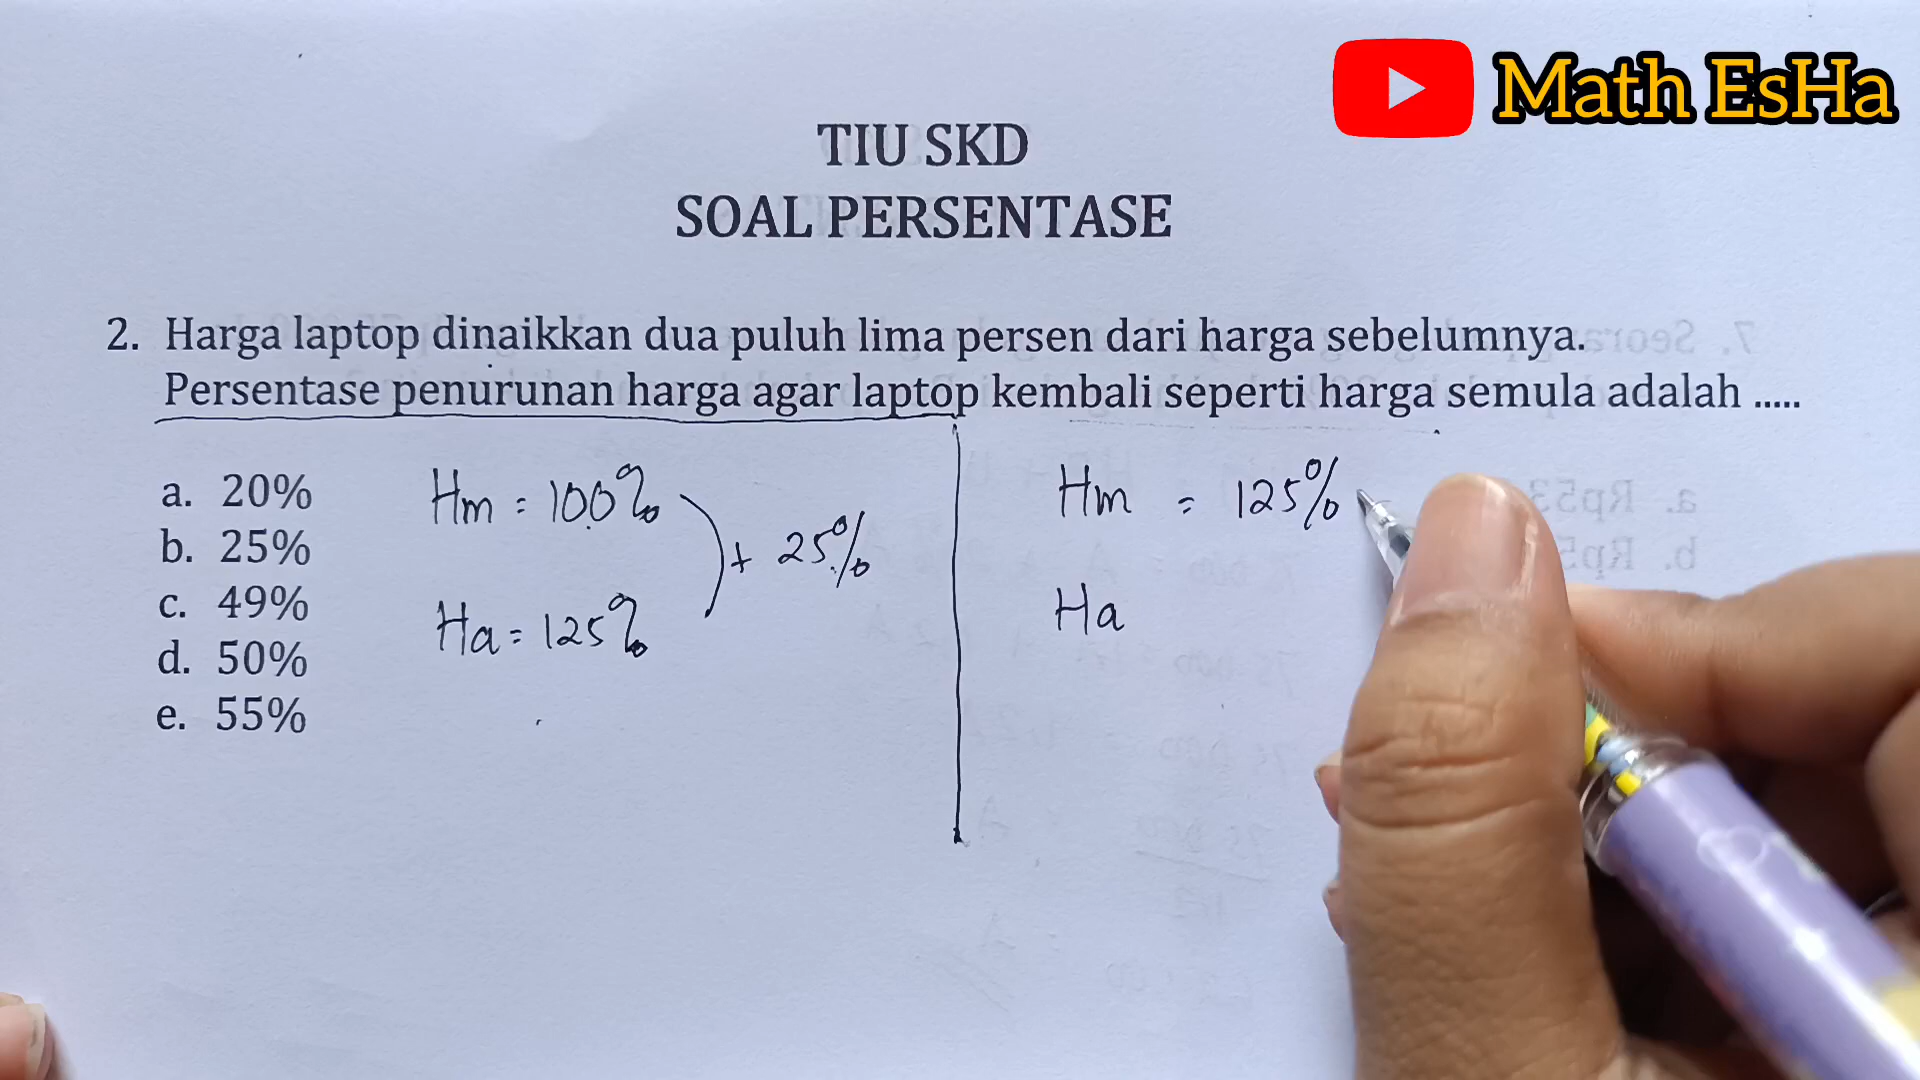 Math EsHa
TIU SKD
SOAL PERSENTASE
2. Harga laptop dinaikkan dua puluh lima persen dari harga sebelumnya.
Persentase penurunan harga agar laptop kembali seperti harga semula adalah .....
a. 20%
b. 25%
c. 49%
d. 50%
e. 55%
Hm = 100%
+ 25%
Ha = 125%
Hm = 125%
Ha